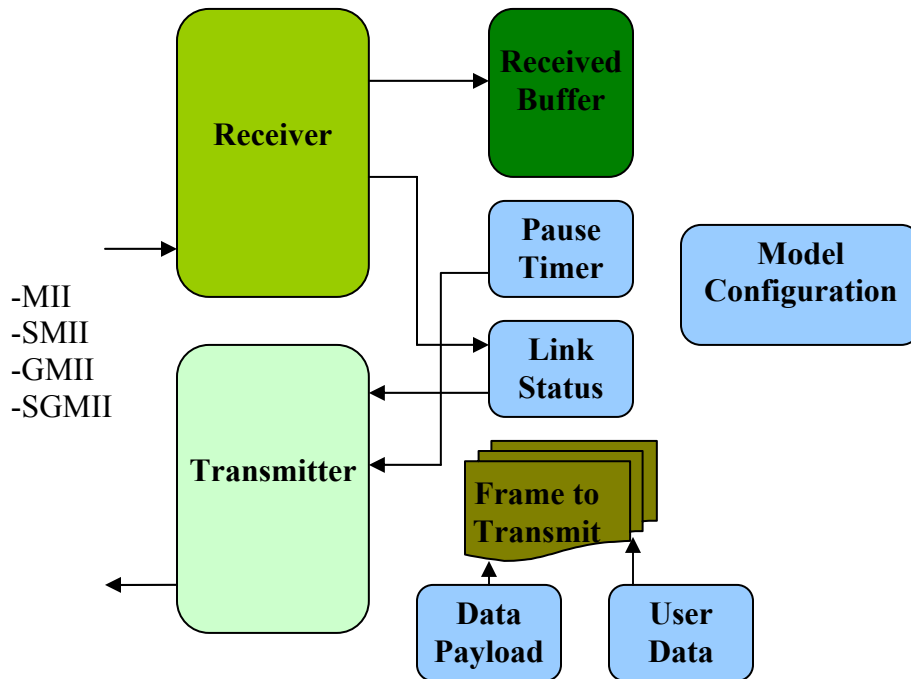 Receiver
Received
Buffer
Pause
Timer
Model
Configuration
-MII
-SMII
-GMII
-SGMII
Link
Status
Transmitter
Frame to
Transmit
Data
Payload
User
Data